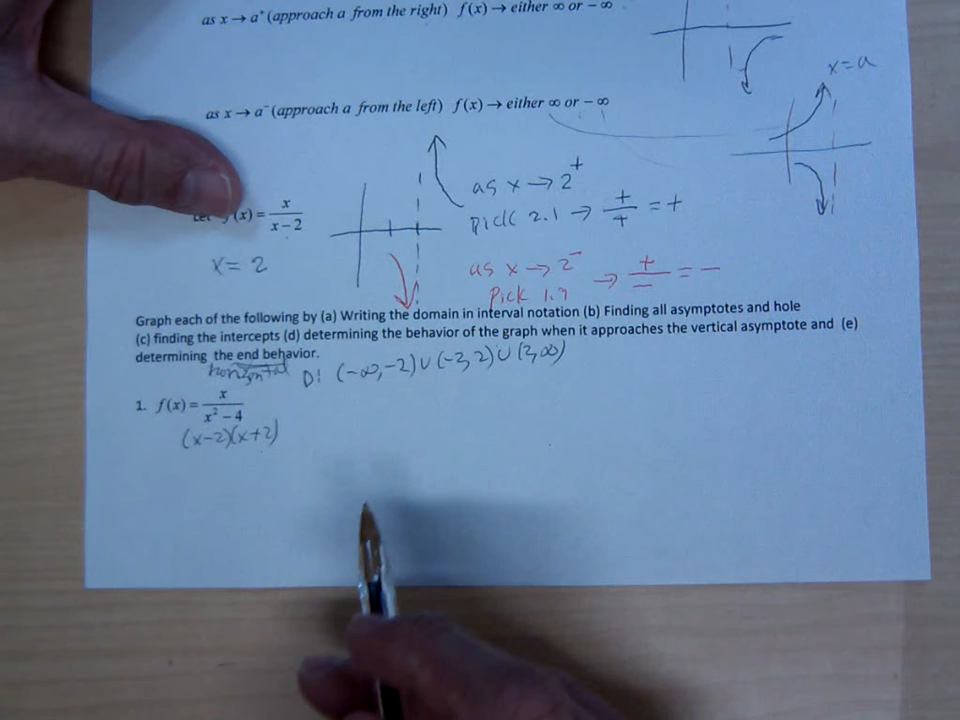 as x → a⁺ (approach a from the right) f(x) → either ∞ or − ∞
x=a
as x → a⁻ (approach a from the left) f(x) → either ∞ or − ∞
as x → 2⁺
Let f(x) = x / (x − 2)
pick 2.1 → + / + = +
x = 2
as x → 2⁻ → + / − = −
pick 1.9
Graph each of the following by (a) Writing the domain in interval notation (b) Finding all asymptotes and hole
(c) finding the intercepts (d) determining the behavior of the graph when it approaches the vertical asymptote and (e)
determining the end behavior.
horizontal D: (-∞,-2)∪(-2,2)∪(2,∞)
1. f(x) = x / (x² − 4)
(x-2)(x+2)